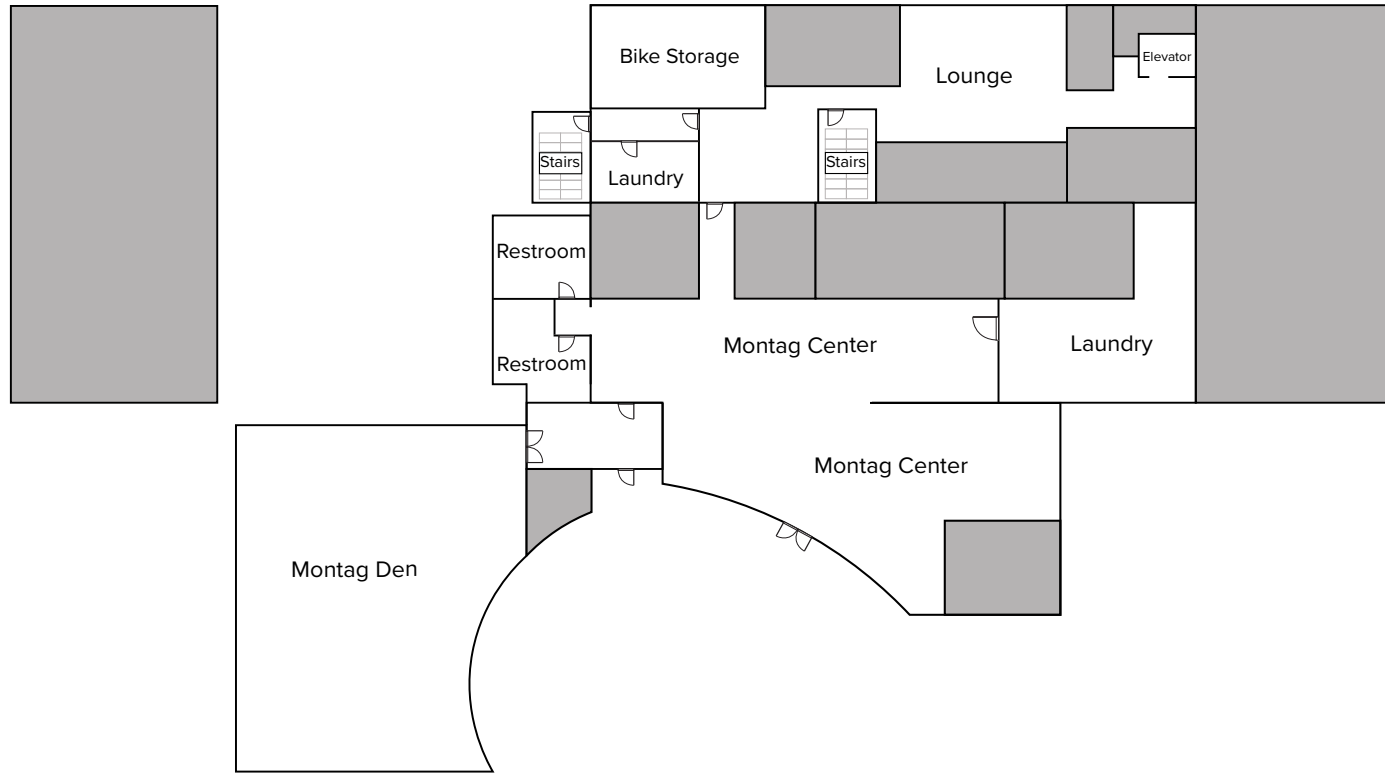 Bike Storage
Lounge
Elevator
Stairs
Stairs
Laundry
Restroom
Montag Center
Laundry
Restroom
Montag Center
Montag Den